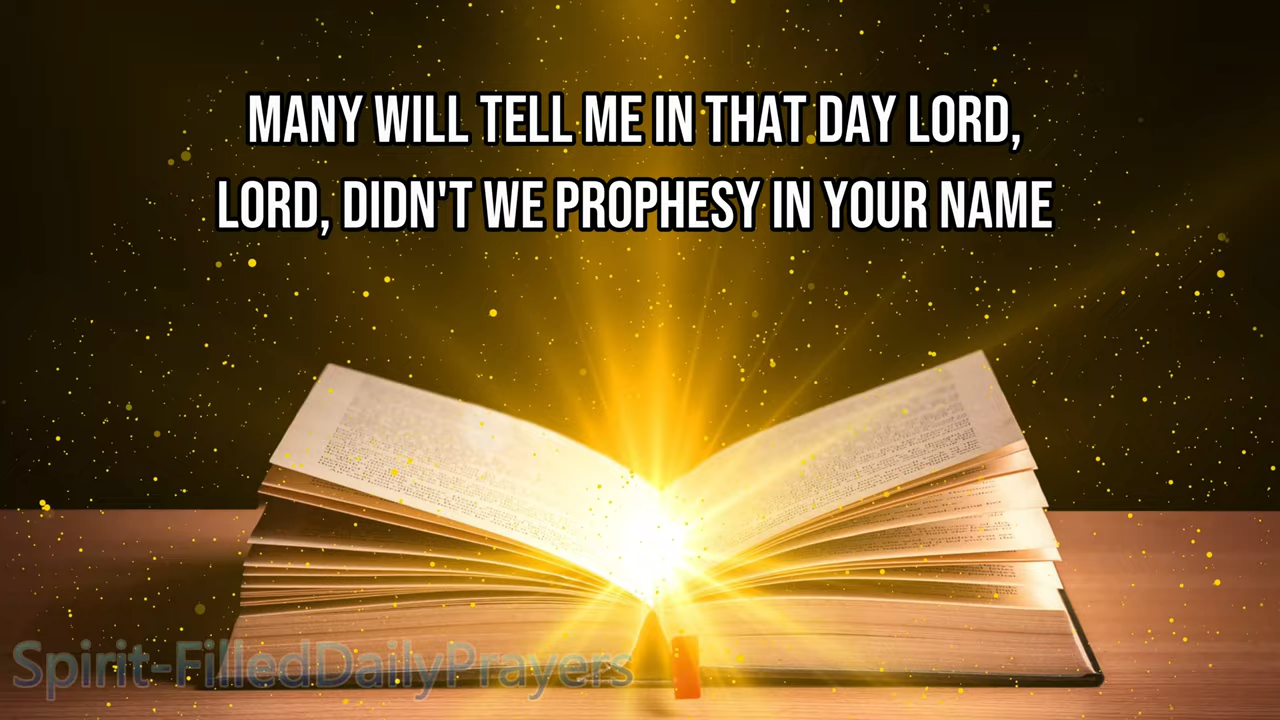 MANY WILL TELL ME IN THAT DAY LORD,
LORD, DIDN'T WE PROPHESY IN YOUR NAME
Spirit-FilledDailyPrayers